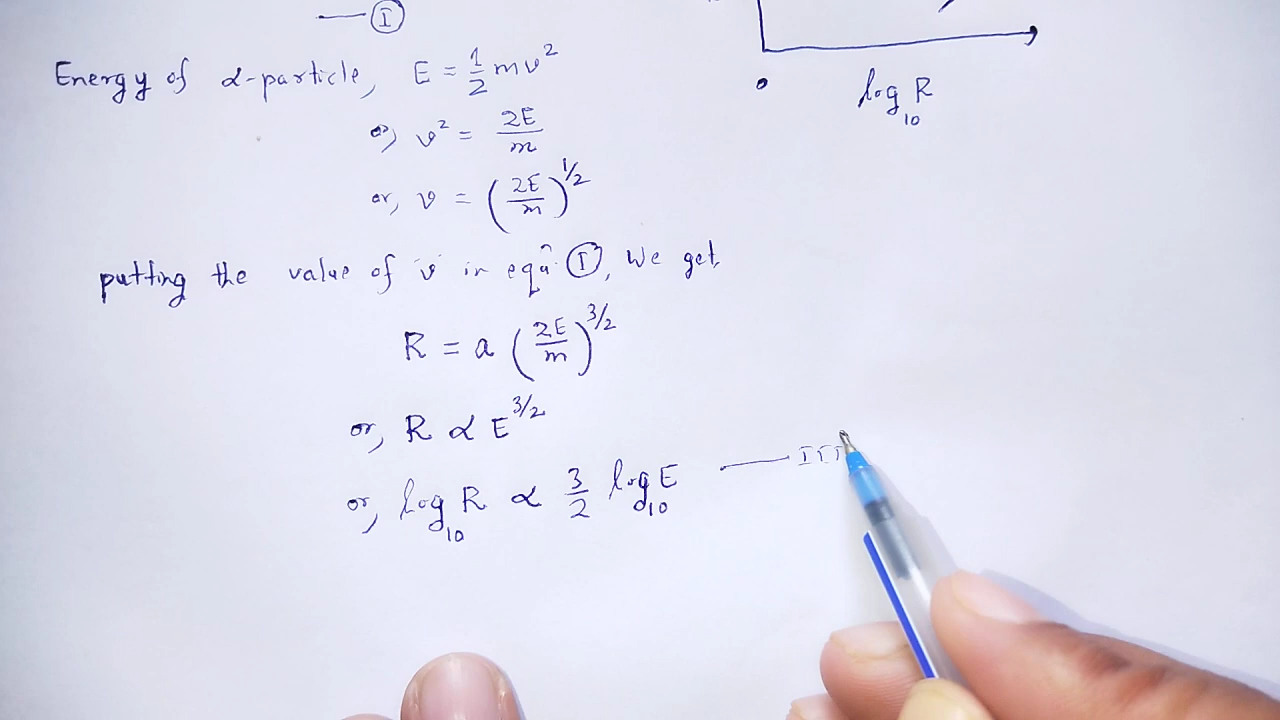 — I
Energy of α-particle, E = 1/2 mv²
or, v² = 2E/m
or, v = (2E/m)^1/2
putting the value of 'v' in eqn̂. I, We get,
R = a (2E/m)^3/2
or, R ∝ E^3/2
or, log₁₀ R ∝ 3/2 log₁₀ E — III
0
log₁₀ R